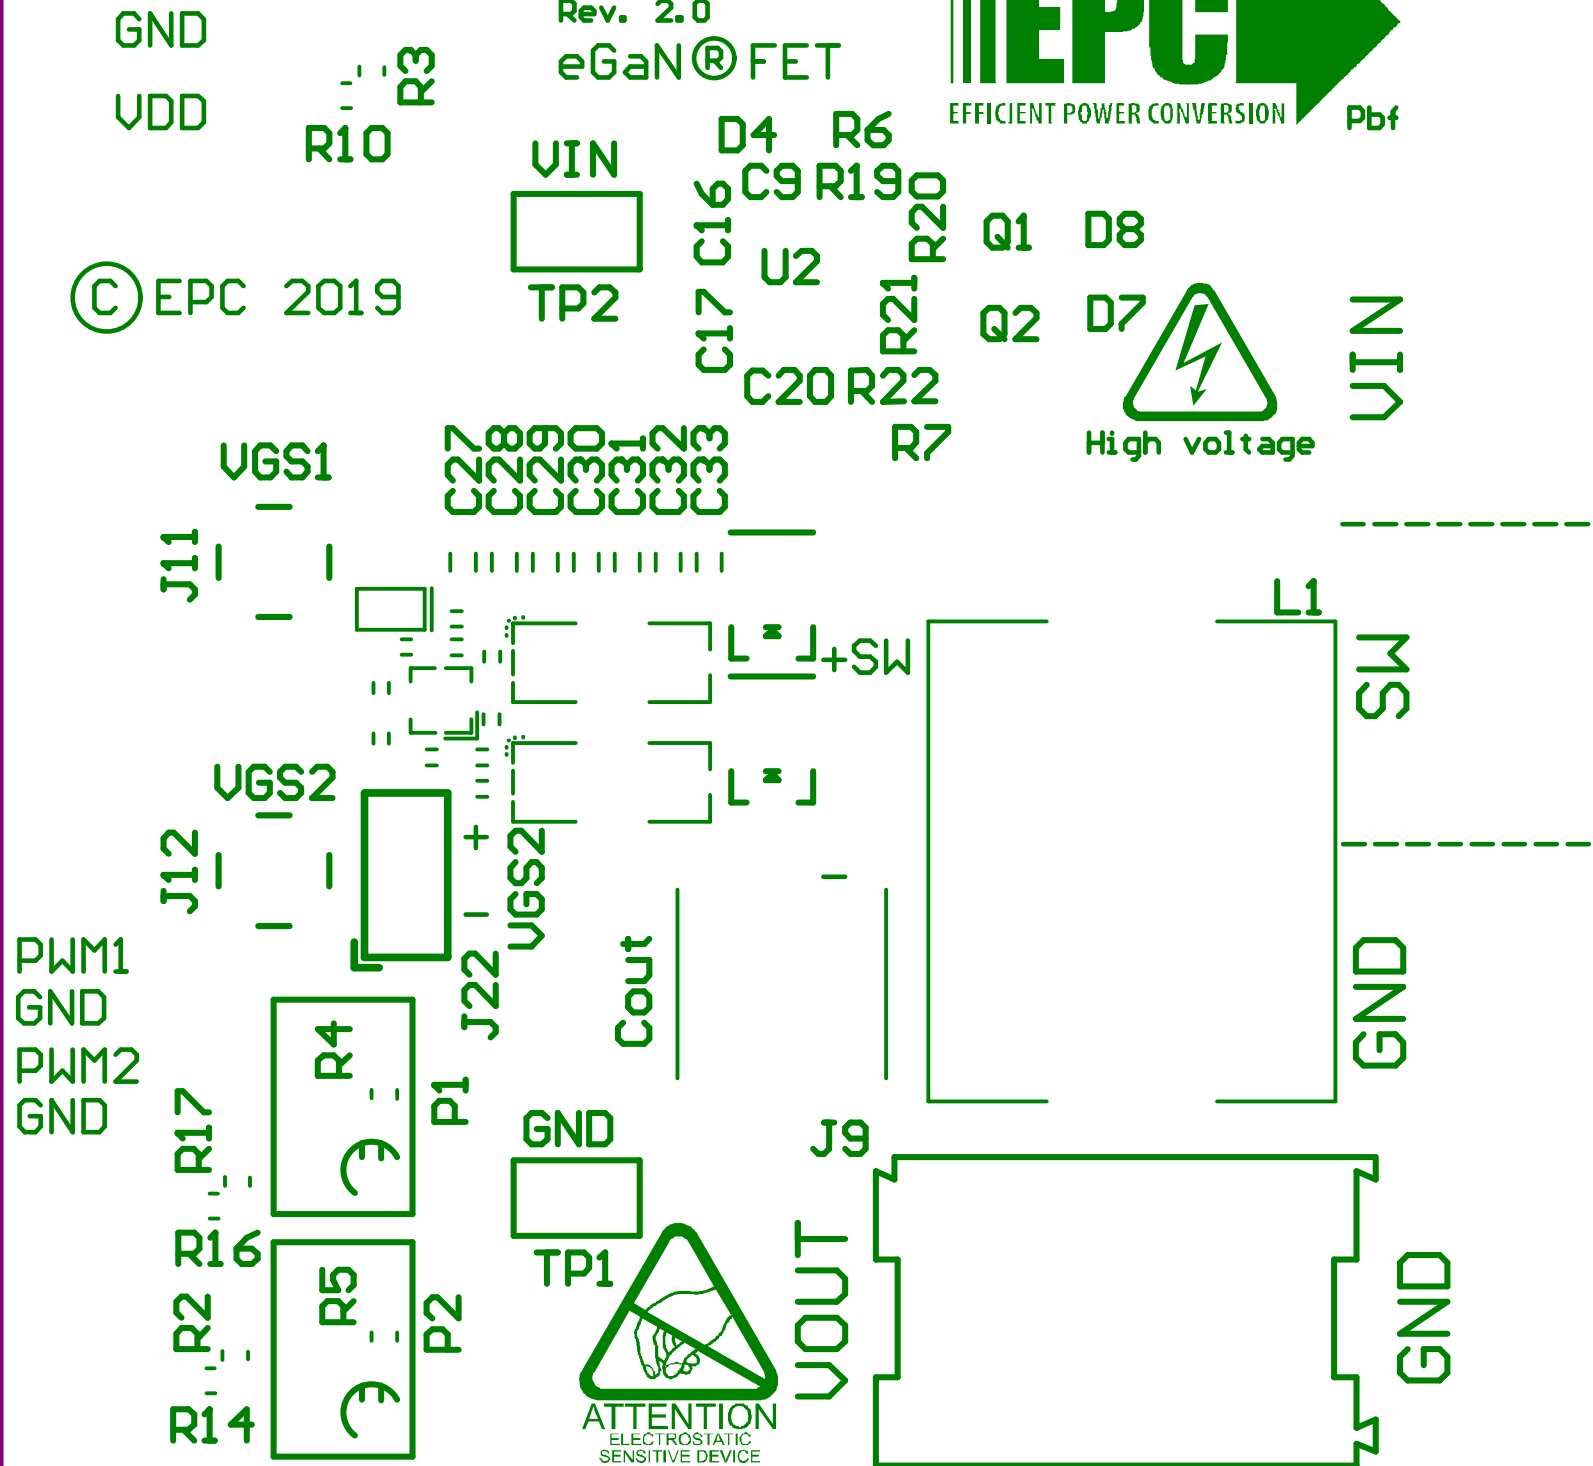 GND
Rev. 2.0
EPC
eGaN®FET
R3
VDD
EFFICIENT POWER CONVERSION
Pbf
R10
VIN
D4
R6
C9
R19
C16
R20
Q1
D8
U2
©EPC 2019
TP2
C17
R21
Q2
D7
VIN
C20
R22
High voltage
R7
VGS1
C27
C28
C29
C30
C31
C32
C33
J11
L1
+SW
SW
VGS2
J12
+
VGS2
-
-
PWM1
GND
PWM2
GND
J22
Cout
GND
R4
P1
R17
GND
J9
R16
TP1
VOUT
GND
R5
P2
R2
R14
ATTENTION
ELECTROSTATIC
SENSITIVE DEVICE